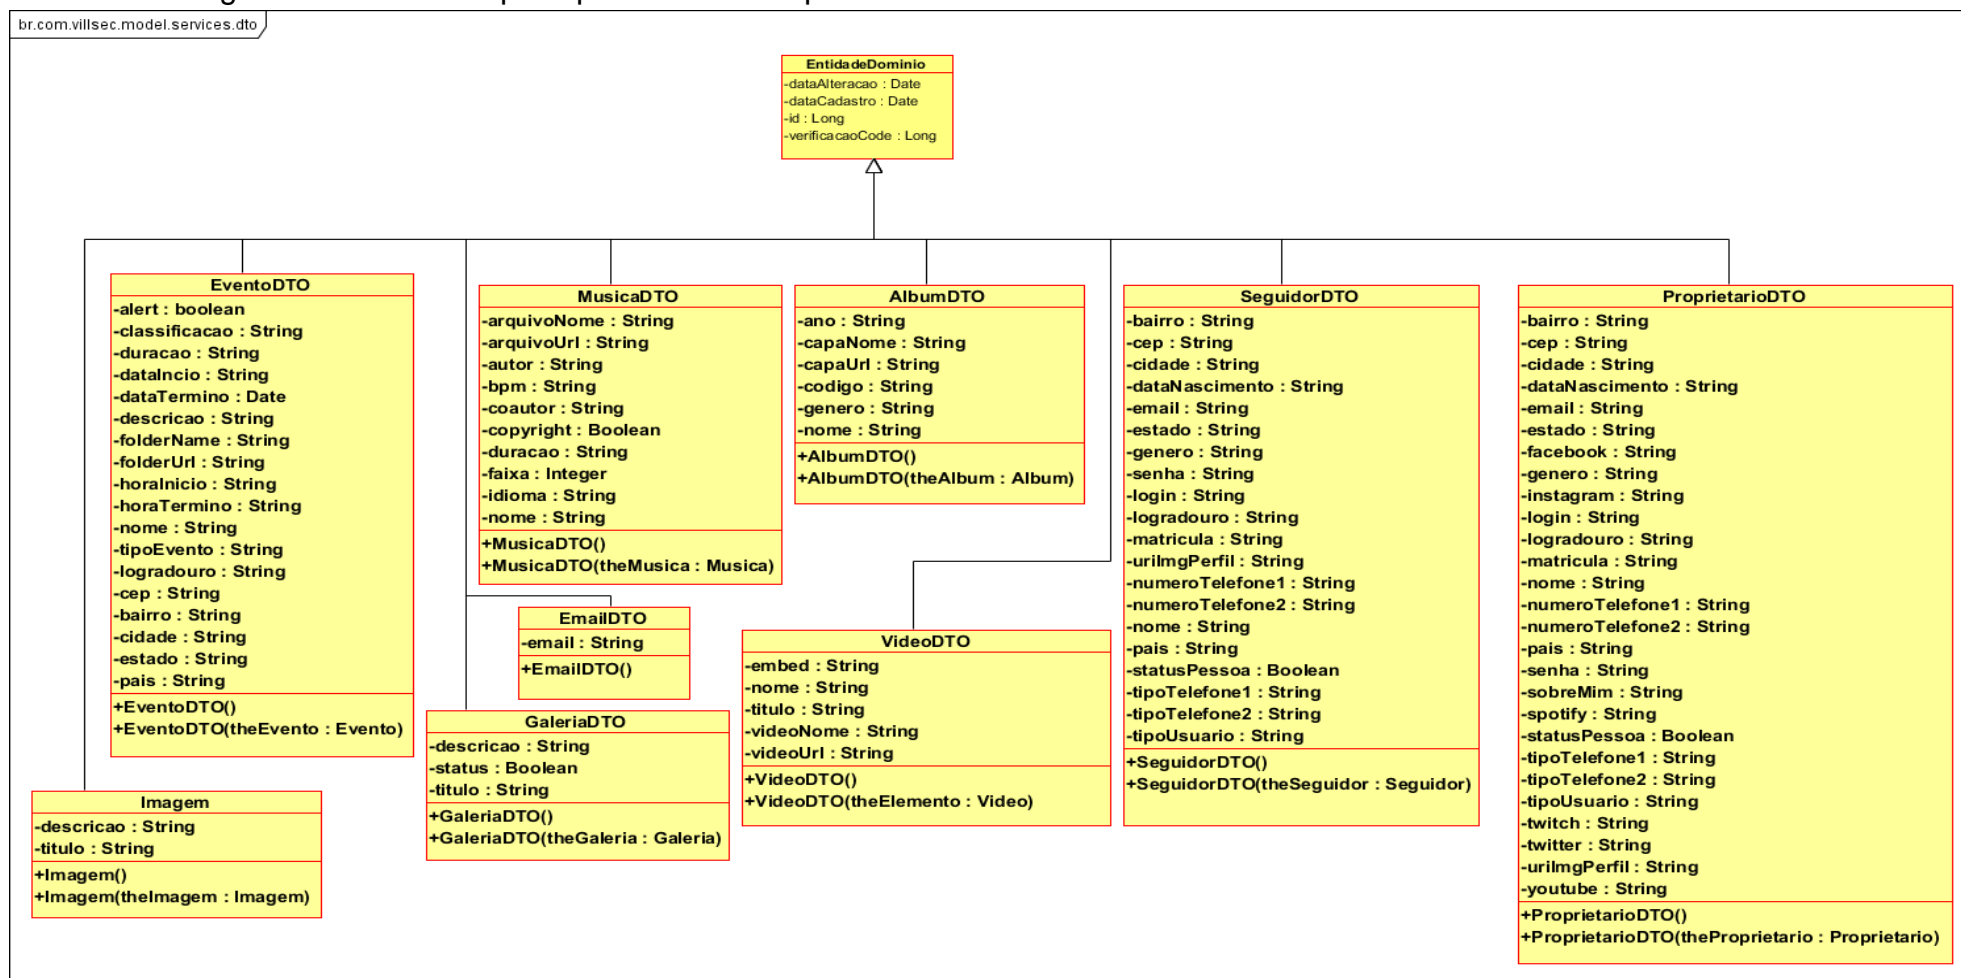 br.com.villsec.model.services.dto
EntidadeDominio
-dataAlteracao : Date
-dataCadastro : Date
-id : Long
-verificacaoCode : Long
EventoDTO
-alert : boolean
-classificacao : String
-duracao : String
-dataIncio : String
-dataTermino : Date
-descricao : String
-folderName : String
-folderUrl : String
-horaInicio : String
-horaTermino : String
-nome : String
-tipoEvento : String
-logradouro : String
-cep : String
-bairro : String
-cidade : String
-estado : String
-pais : String
+EventoDTO()
+EventoDTO(theEvento : Evento)
MusicaDTO
-arquivoNome : String
-arquivoUrl : String
-autor : String
-bpm : String
-coautor : String
-copyright : Boolean
-duracao : String
-faixa : Integer
-idioma : String
-nome : String
+MusicaDTO()
+MusicaDTO(theMusica : Musica)
AlbumDTO
-ano : String
-capaNome : String
-capaUrl : String
-codigo : String
-genero : String
-nome : String
+AlbumDTO()
+AlbumDTO(theAlbum : Album)
SeguidorDTO
-bairro : String
-cep : String
-cidade : String
-dataNascimento : String
-email : String
-estado : String
-genero : String
-senha : String
-login : String
-logradouro : String
-matricula : String
-urilmgPerfil : String
-numeroTelefone1 : String
-numeroTelefone2 : String
-nome : String
-pais : String
-statusPessoa : Boolean
-tipoTelefone1 : String
-tipoTelefone2 : String
-tipoUsuario : String
+SeguidorDTO()
+SeguidorDTO(theSeguidor : Seguidor)
ProprietarioDTO
-bairro : String
-cep : String
-cidade : String
-dataNascimento : String
-email : String
-estado : String
-facebook : String
-genero : String
-instagram : String
-login : String
-logradouro : String
-matricula : String
-nome : String
-numeroTelefone1 : String
-numeroTelefone2 : String
-pais : String
-senha : String
-sobreMim : String
-spotify : String
-statusPessoa : Boolean
-tipoTelefone1 : String
-tipoTelefone2 : String
-tipoUsuario : String
-twitch : String
-twitter : String
-urilmgPerfil : String
-youtube : String
+ProprietarioDTO()
+ProprietarioDTO(theProprietario : Proprietario)
EmailDTO
-email : String
+EmailDTO()
VideoDTO
-embed : String
-nome : String
-titulo : String
-videoNome : String
-videoUrl : String
+VideoDTO()
+VideoDTO(theElemento : Video)
GaleriaDTO
-descricao : String
-status : Boolean
-titulo : String
+GaleriaDTO()
+GaleriaDTO(theGaleria : Galeria)
Imagem
-descricao : String
-titulo : String
+Imagem()
+Imagem(theImagem : Imagem)